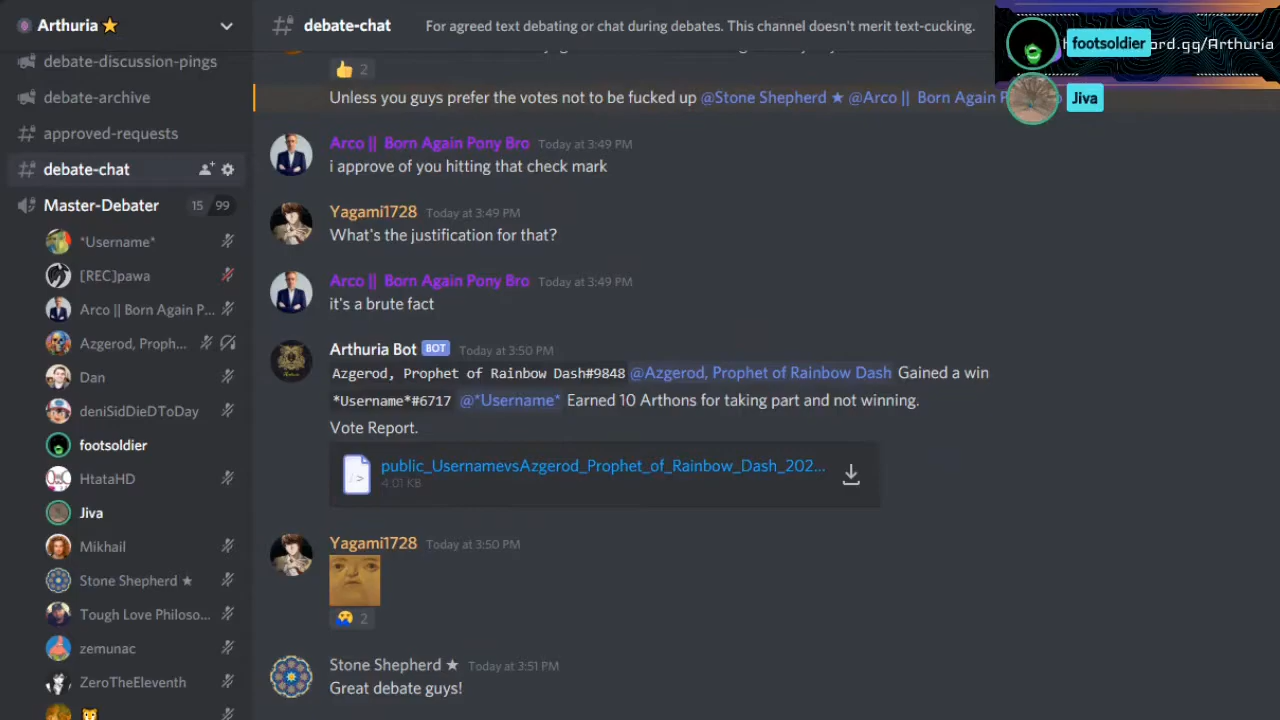 Arthuria
debate-discussion-pings
debate-archive
approved-requests
debate-chat
Master-Debater 15 99
*Username*
[REC]pawa
Arco || Born Again P...
Azgerod, Proph...
Dan
deniSidDieDToDay
footsoldier
HtataHD
Jiva
Mikhail
Stone Shepherd ★
Tough Love Philoso...
zemunac
ZeroTheEleventh
debate-chat For agreed text debating or chat during debates. This channel doesn't merit text-cucking.
2
Unless you guys prefer the votes not to be fucked up @Stone Shepherd ★ @Arco || Born Again
Arco || Born Again Pony Bro Today at 3:49 PM
i approve of you hitting that check mark
Yagami1728 Today at 3:49 PM
What's the justification for that?
Arco || Born Again Pony Bro Today at 3:49 PM
it's a brute fact
Arthuria Bot BOT Today at 3:50 PM
Azgerod, Prophet of Rainbow Dash#9848 @Azgerod, Prophet of Rainbow Dash Gained a win
*Username*#6717 @*Username* Earned 10 Arthons for taking part and not winning.
Vote Report.
public_UsernamevsAzgerod_Prophet_of_Rainbow_Dash_202...
4.01 KB
Yagami1728 Today at 3:50 PM
2
Stone Shepherd ★ Today at 3:51 PM
Great debate guys!
footsoldier
ord.gg/Arthuria
Jiva